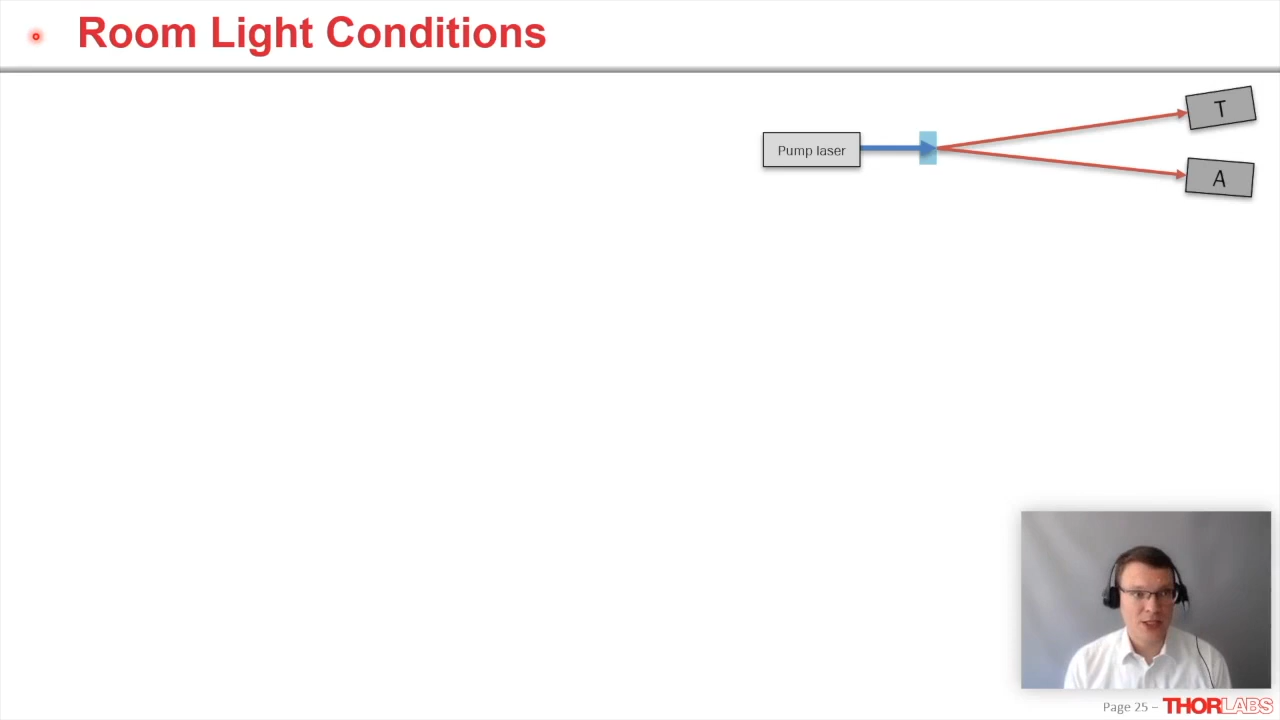 Room Light Conditions
T
Pump laser
A
Page 25 – THORLABS